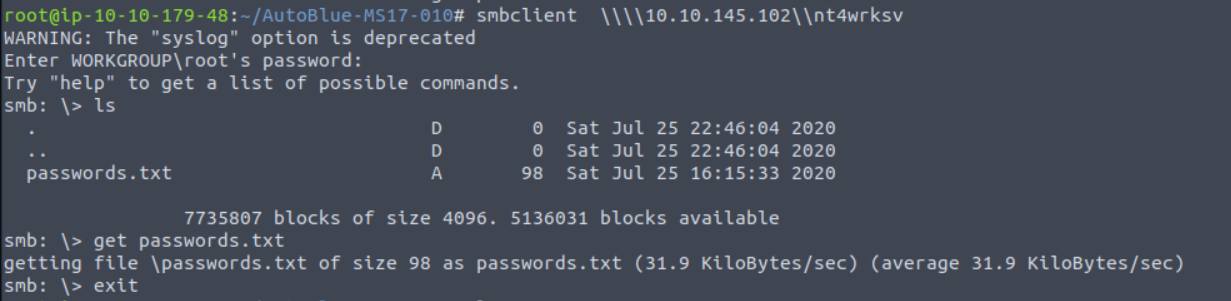 root@ip-10-10-179-48:~/AutoBlue-MS17-010# smbclient  \\\\10.10.145.102\\nt4wrksv
WARNING: The "syslog" option is deprecated
Enter WORKGROUP\root's password:
Try "help" to get a list of possible commands.
smb: \> ls
  .                                   D        0  Sat Jul 25 22:46:04 2020
  ..                                  D        0  Sat Jul 25 22:46:04 2020
  passwords.txt                       A       98  Sat Jul 25 16:15:33 2020
                7735807 blocks of size 4096. 5136031 blocks available
smb: \> get passwords.txt
getting file \passwords.txt of size 98 as passwords.txt (31.9 KiloBytes/sec) (average 31.9 KiloBytes/sec)
smb: \> exit